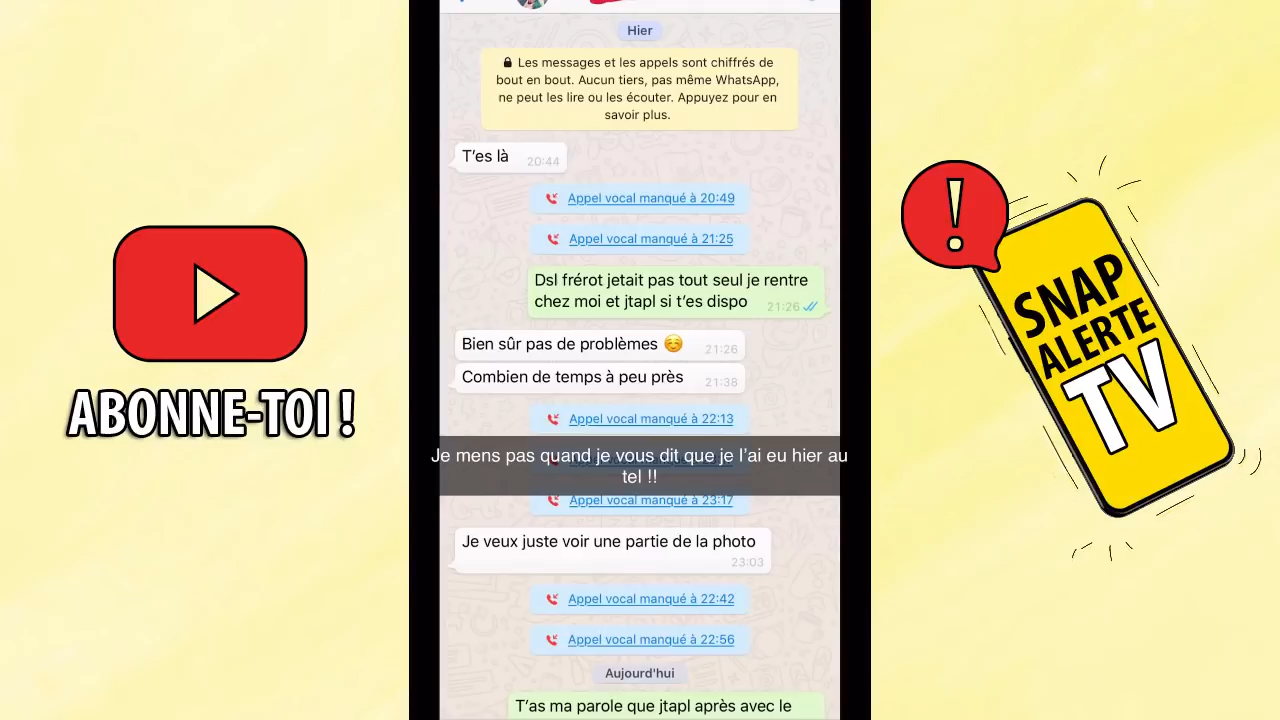 Hier
Les messages et les appels sont chiffrés de
bout en bout. Aucun tiers, pas même WhatsApp,
ne peut les lire ou les écouter. Appuyez pour en
savoir plus.
T'es là 20:44
Appel vocal manqué à 20:49
Appel vocal manqué à 21:25
Dsl frérot jetait pas tout seul je rentre
chez moi et jtapl si t'es dispo 21:26
Bien sûr pas de problèmes ☺️ 21:26
Combien de temps à peu près 21:38
Appel vocal manqué à 22:13
Je mens pas quand je vous dit que je l'ai eu hier au
tel !!
Appel vocal manqué à 23:17
Je veux juste voir une partie de la photo
23:03
Appel vocal manqué à 22:42
Appel vocal manqué à 22:56
Aujourd'hui
T'as ma parole que jtapl après avec le
ABONNE-TOI !
!
SNAP
ALERTE
TV